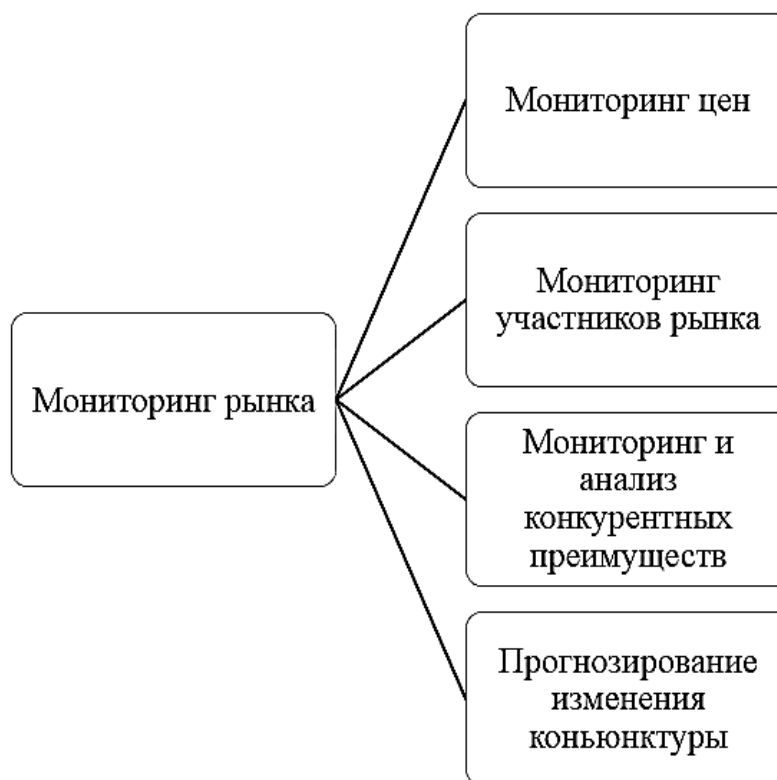 Мониторинг цен
Мониторинг
участников рынка
Мониторинг рынка
Мониторинг и
анализ
конкурентных
преимуществ
Прогнозирование
изменения
коньюнктуры